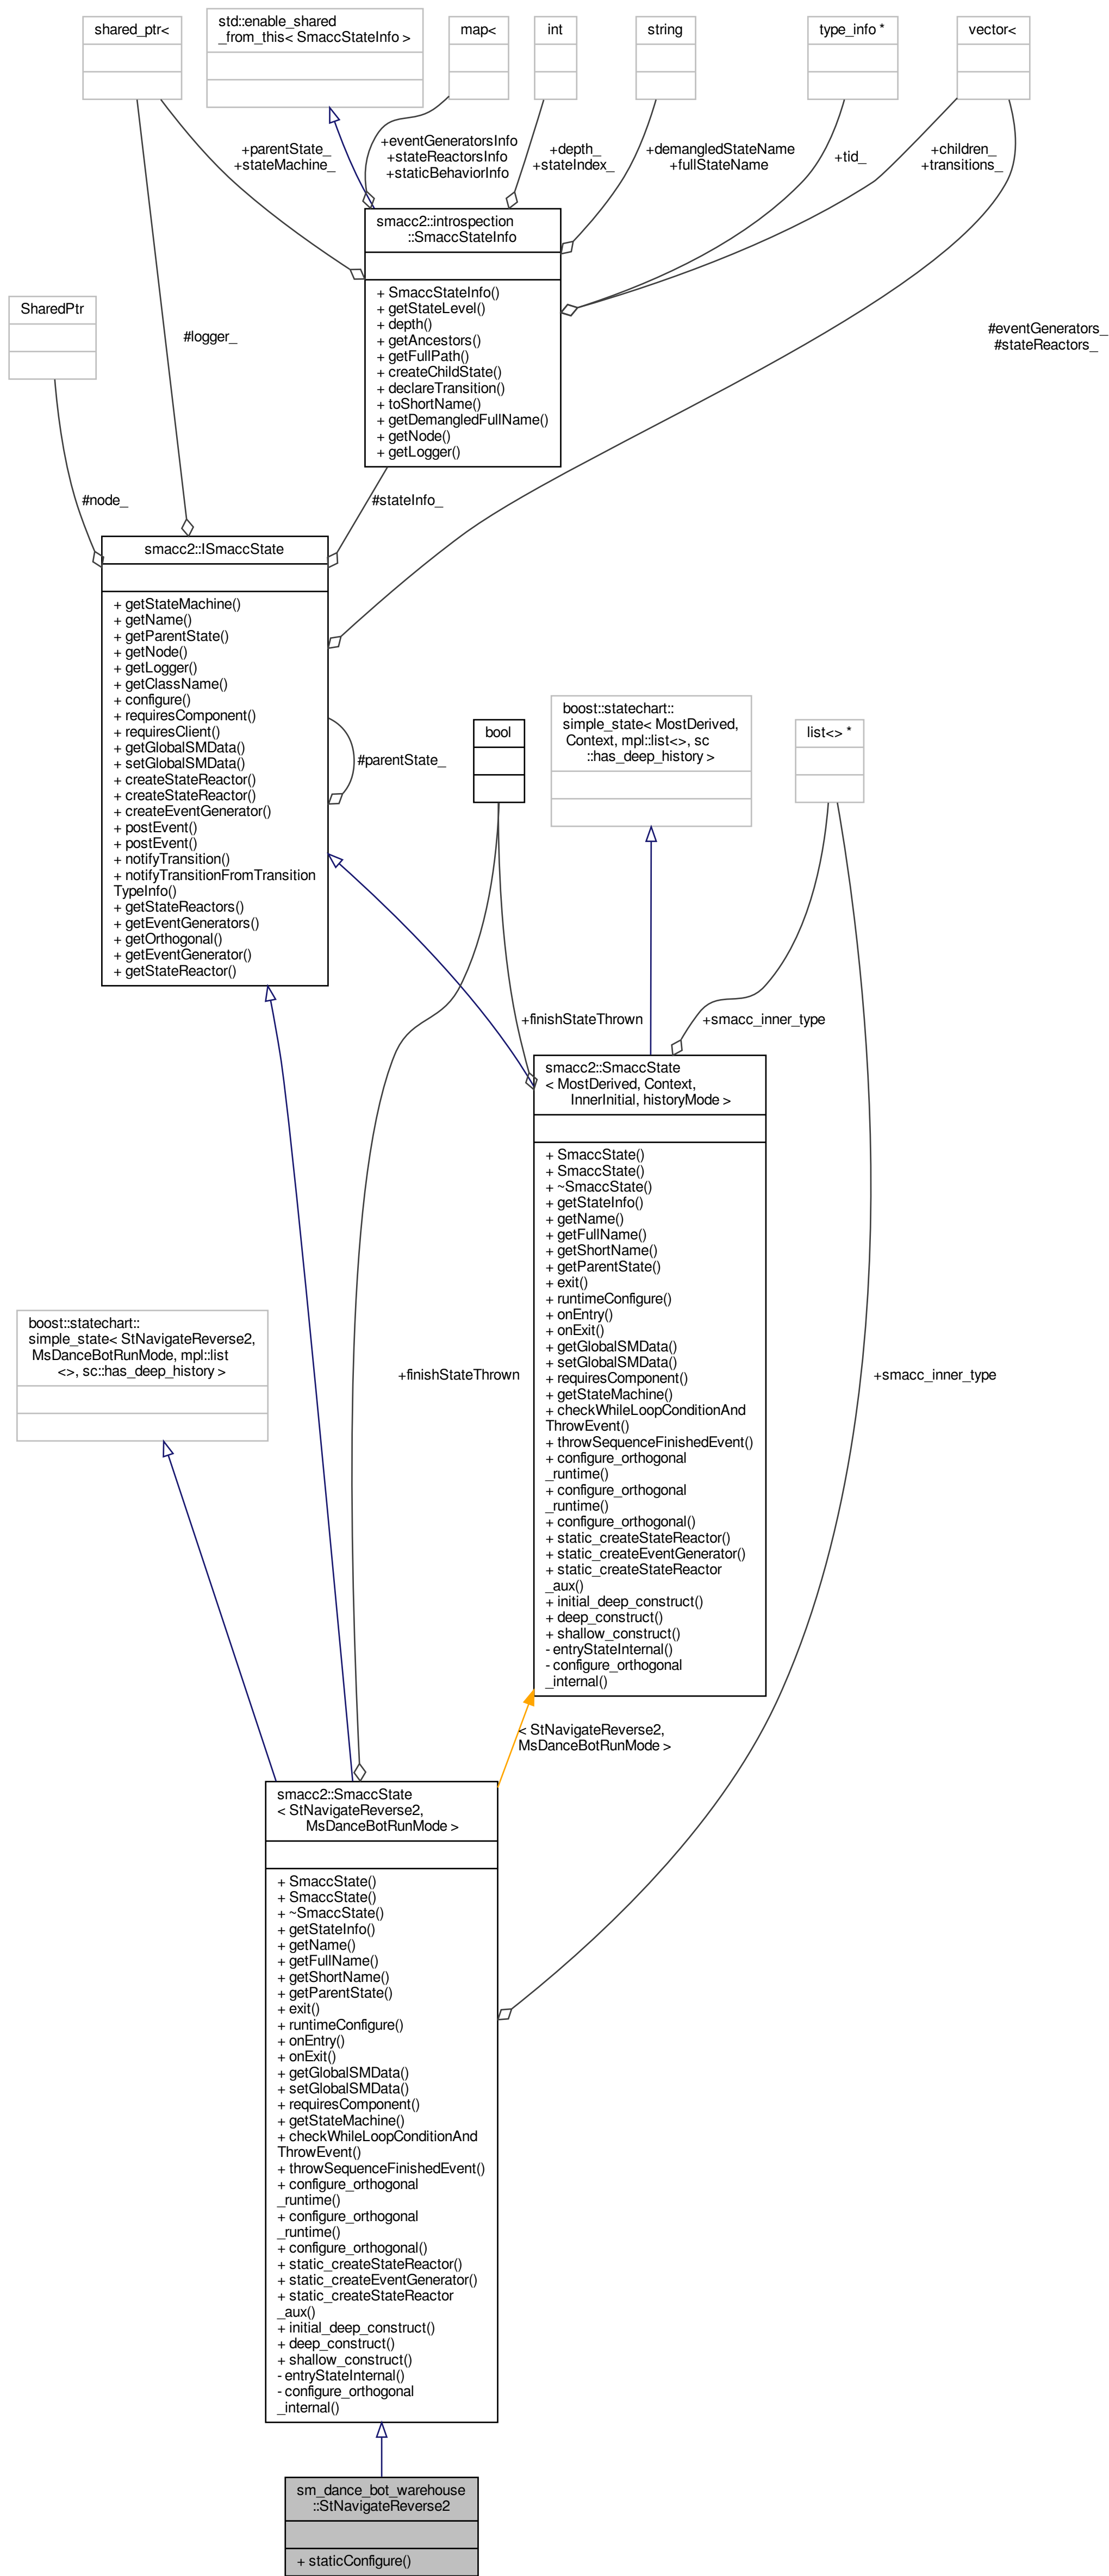 shared_ptr<
std::enable_shared
_from_this< SmaccStateInfo >
map<
int
string
type_info *
vector<
+parentState_
+stateMachine_
+eventGeneratorsInfo
+stateReactorsInfo
+staticBehaviorInfo
+depth_
+stateIndex_
+demangledStateName
+fullStateName
+tid_
+children_
+transitions_
smacc2::introspection
::SmaccStateInfo
+ SmaccStateInfo()
+ getStateLevel()
+ depth()
+ getAncestors()
+ getFullPath()
+ createChildState()
+ declareTransition()
+ toShortName()
+ getDemangledFullName()
+ getNode()
+ getLogger()
SharedPtr
#logger_
#eventGenerators_
#stateReactors_
#node_
#stateInfo_
smacc2::ISmaccState
+ getStateMachine()
+ getName()
+ getParentState()
+ getNode()
+ getLogger()
+ getClassName()
+ configure()
+ requiresComponent()
+ requiresClient()
+ getGlobalSMData()
+ setGlobalSMData()
+ createStateReactor()
+ createStateReactor()
+ createEventGenerator()
+ postEvent()
+ postEvent()
+ notifyTransition()
+ notifyTransitionFromTransition
TypeInfo()
+ getStateReactors()
+ getEventGenerators()
+ getOrthogonal()
+ getEventGenerator()
+ getStateReactor()
#parentState_
bool
boost::statechart::
simple_state< MostDerived,
Context, mpl::list<>, sc
::has_deep_history >
list<> *
+finishStateThrown
+smacc_inner_type
smacc2::SmaccState
< MostDerived, Context,
InnerInitial, historyMode >
+ SmaccState()
+ SmaccState()
+ ~SmaccState()
+ getStateInfo()
+ getName()
+ getFullName()
+ getShortName()
+ getParentState()
+ exit()
+ runtimeConfigure()
+ onEntry()
+ onExit()
+ getGlobalSMData()
+ setGlobalSMData()
+ requiresComponent()
+ getStateMachine()
+ checkWhileLoopConditionAnd
ThrowEvent()
+ throwSequenceFinishedEvent()
+ configure_orthogonal
_runtime()
+ configure_orthogonal
_runtime()
+ configure_orthogonal()
+ static_createStateReactor()
+ static_createEventGenerator()
+ static_createStateReactor
_aux()
+ initial_deep_construct()
+ deep_construct()
+ shallow_construct()
- entryStateInternal()
- configure_orthogonal
_internal()
boost::statechart::
simple_state< StNavigateReverse2,
MsDanceBotRunMode, mpl::list
<>, sc::has_deep_history >
+finishStateThrown
+smacc_inner_type
< StNavigateReverse2,
MsDanceBotRunMode >
smacc2::SmaccState
< StNavigateReverse2,
MsDanceBotRunMode >
+ SmaccState()
+ SmaccState()
+ ~SmaccState()
+ getStateInfo()
+ getName()
+ getFullName()
+ getShortName()
+ getParentState()
+ exit()
+ runtimeConfigure()
+ onEntry()
+ onExit()
+ getGlobalSMData()
+ setGlobalSMData()
+ requiresComponent()
+ getStateMachine()
+ checkWhileLoopConditionAnd
ThrowEvent()
+ throwSequenceFinishedEvent()
+ configure_orthogonal
_runtime()
+ configure_orthogonal
_runtime()
+ configure_orthogonal()
+ static_createStateReactor()
+ static_createEventGenerator()
+ static_createStateReactor
_aux()
+ initial_deep_construct()
+ deep_construct()
+ shallow_construct()
- entryStateInternal()
- configure_orthogonal
_internal()
sm_dance_bot_warehouse
::StNavigateReverse2
+ staticConfigure()